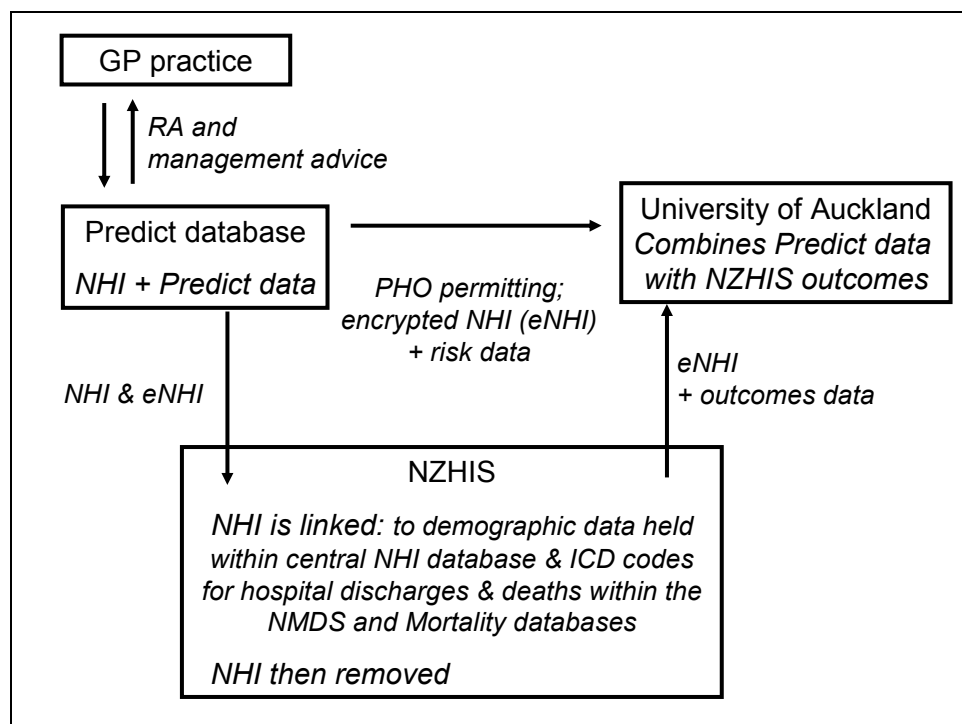 GP practice
RA and
management advice
Predict database
NHI + Predict data
University of Auckland
Combines Predict data
with NZHIS outcomes
PHO permitting;
encrypted NHI (eNHI)
+ risk data
NHI & eNHI
eNHI
+ outcomes data
NZHIS
NHI is linked: to demographic data held
within central NHI database & ICD codes
for hospital discharges & deaths within the
NMDS and Mortality databases
NHI then removed